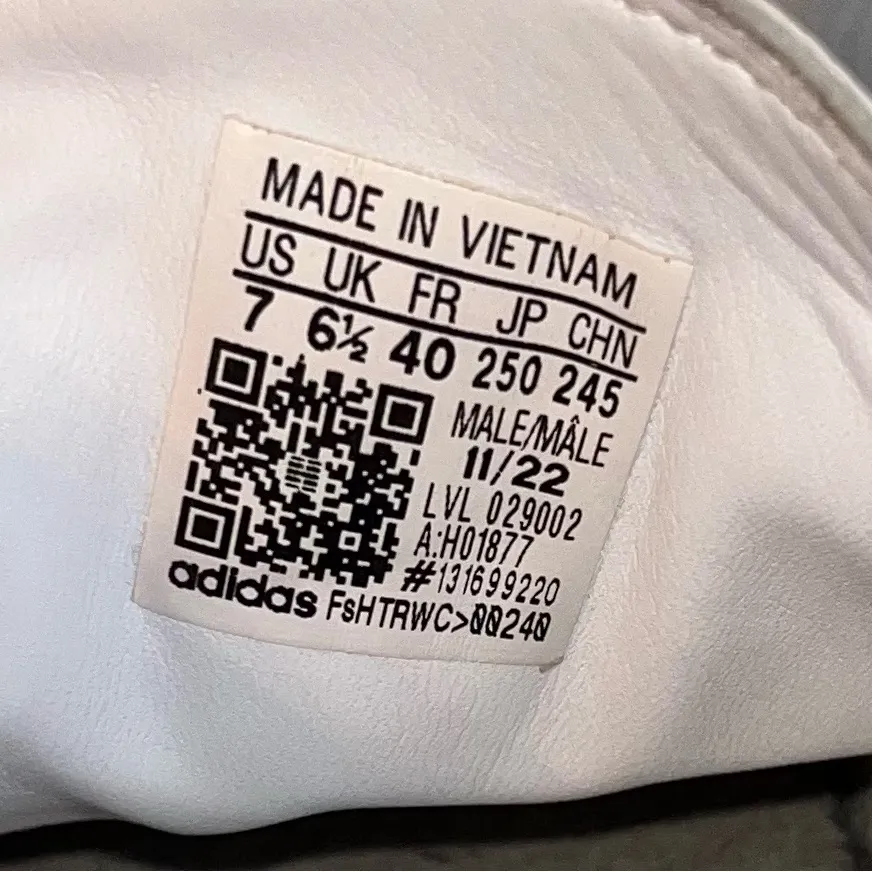 MADE IN VIETNAM
US UK FR JP CHN
7 6½ 40 250 245
MALE/MÂLE
11/22
LVL 029002
A:H01877
#131699220
adidas FsHTRWC>00240